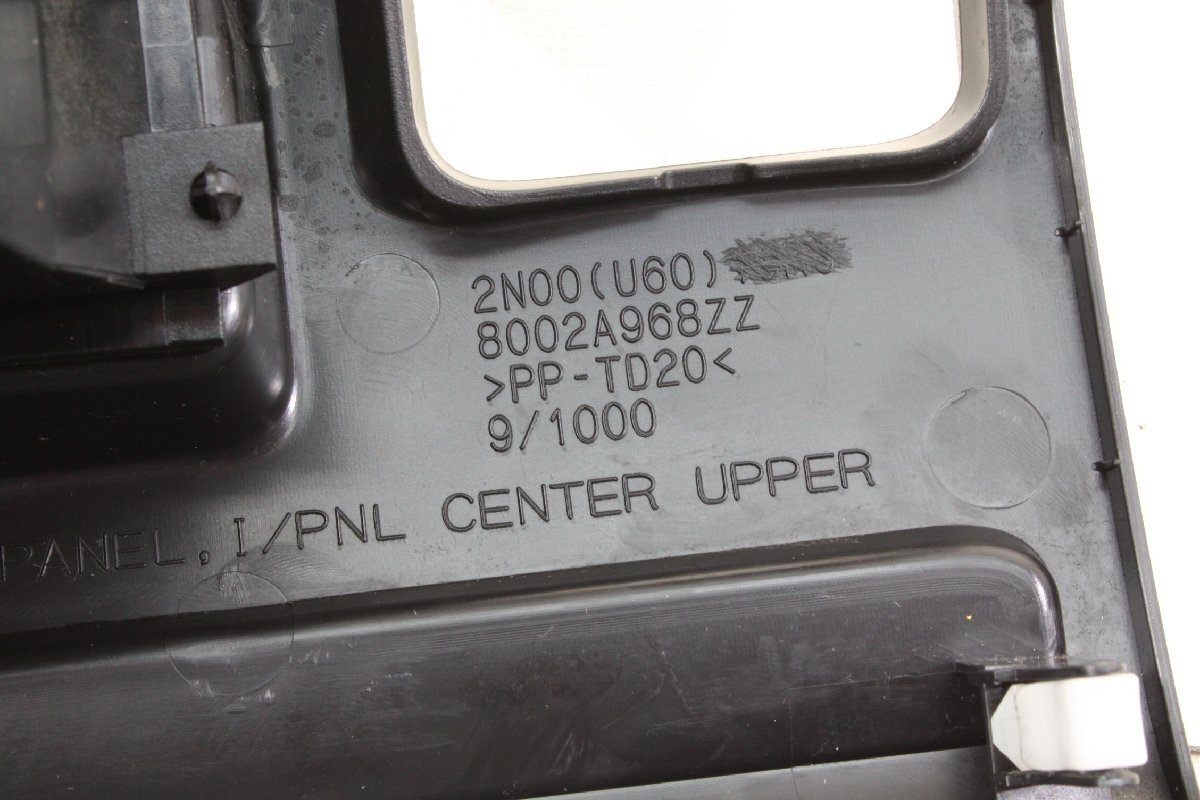 2N00(U60)
8002A968ZZ
>PP-TD20<
9/1000
PANEL, I/PNL CENTER UPPER